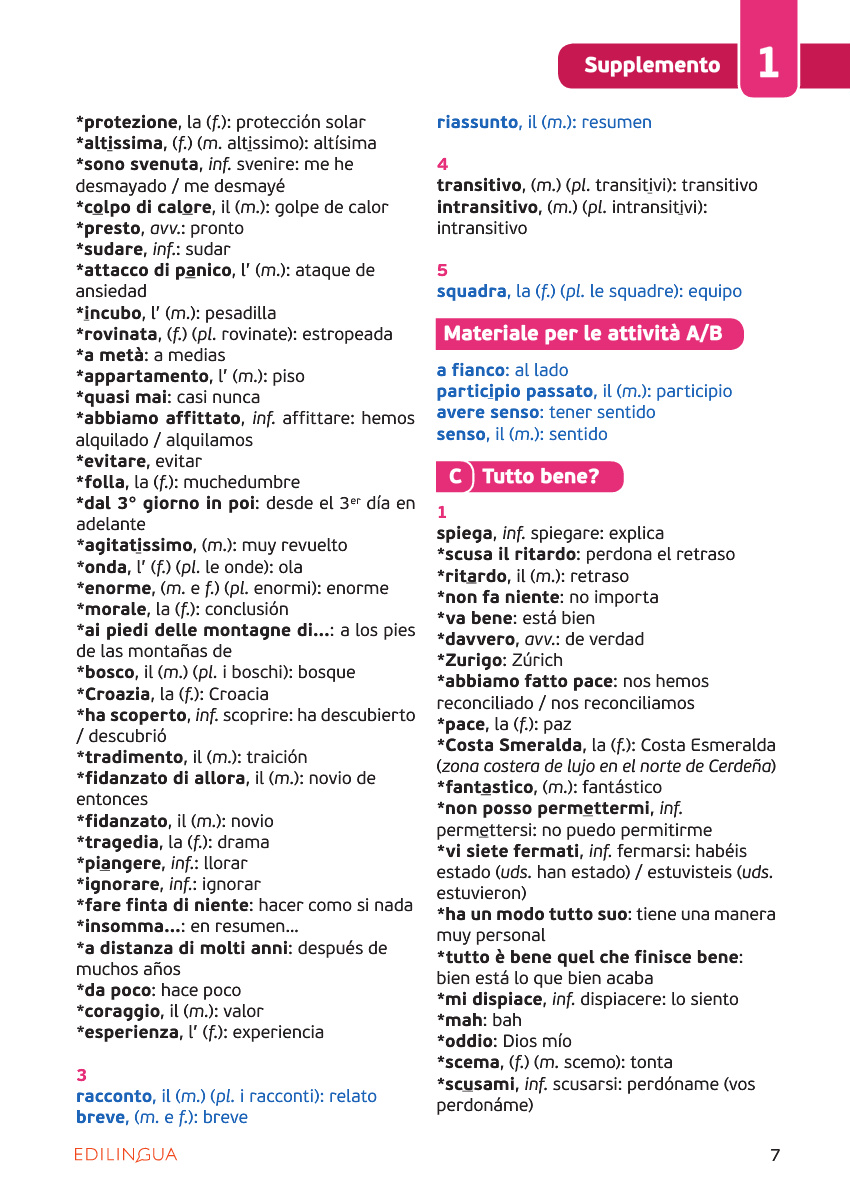 Supplemento 1
*protezione, la (f.): protección solar
*altissima, (f.) (m. altissimo): altísima
*sono svenuta, inf. svenire: me he
desmayado / me desmayé
*colpo di calore, il (m.): golpe de calor
*presto, avv.: pronto
*sudare, inf.: sudar
*attacco di panico, l’ (m.): ataque de
ansiedad
*incubo, l’ (m.): pesadilla
*rovinata, (f.) (pl. rovinate): estropeada
*a metà: a medias
*appartamento, l’ (m.): piso
*quasi mai: casi nunca
*abbiamo affittato, inf. affittare: hemos
alquilado / alquilamos
*evitare, evitar
*folla, la (f.): muchedumbre
*dal 3° giorno in poi: desde el 3er día en
adelante
*agitatissimo, (m.): muy revuelto
*onda, l’ (f.) (pl. le onde): ola
*enorme, (m. e f.) (pl. enormi): enorme
*morale, la (f.): conclusión
*ai piedi delle montagne di...: a los pies
de las montañas de
*bosco, il (m.) (pl. i boschi): bosque
*Croazia, la (f.): Croacia
*ha scoperto, inf. scoprire: ha descubierto
/ descubrió
*tradimento, il (m.): traición
*fidanzato di allora, il (m.): novio de
entonces
*fidanzato, il (m.): novio
*tragedia, la (f.): drama
*piangere, inf.: llorar
*ignorare, inf.: ignorar
*fare finta di niente: hacer como si nada
*insomma...: en resumen...
*a distanza di molti anni: después de
muchos años
*da poco: hace poco
*coraggio, il (m.): valor
*esperienza, l’ (f.): experiencia
3
racconto, il (m.) (pl. i racconti): relato
breve, (m. e f.): breve
riassunto, il (m.): resumen
4
transitivo, (m.) (pl. transitivi): transitivo
intransitivo, (m.) (pl. intransitivi):
intransitivo
5
squadra, la (f.) (pl. le squadre): equipo
Materiale per le attività A/B
a fianco: al lado
participio passato, il (m.): participio
avere senso: tener sentido
senso, il (m.): sentido
C Tutto bene?
1
spiega, inf. spiegare: explica
*scusa il ritardo: perdona el retraso
*ritardo, il (m.): retraso
*non fa niente: no importa
*va bene: está bien
*davvero, avv.: de verdad
*Zurigo: Zúrich
*abbiamo fatto pace: nos hemos
reconciliado / nos reconciliamos
*pace, la (f.): paz
*Costa Smeralda, la (f.): Costa Esmeralda
(zona costera de lujo en el norte de Cerdeña)
*fantastico, (m.): fantástico
*non posso permettermi, inf.
permettersi: no puedo permitirme
*vi siete fermati, inf. fermarsi: habéis
estado (uds. han estado) / estuvisteis (uds.
estuvieron)
*ha un modo tutto suo: tiene una manera
muy personal
*tutto è bene quel che finisce bene:
bien está lo que bien acaba
*mi dispiace, inf. dispiacere: lo siento
*mah: bah
*oddio: Dios mío
*scema, (f.) (m. scemo): tonta
*scusami, inf. scusarsi: perdóname (vos
perdonáme)
EDILINGUA
7